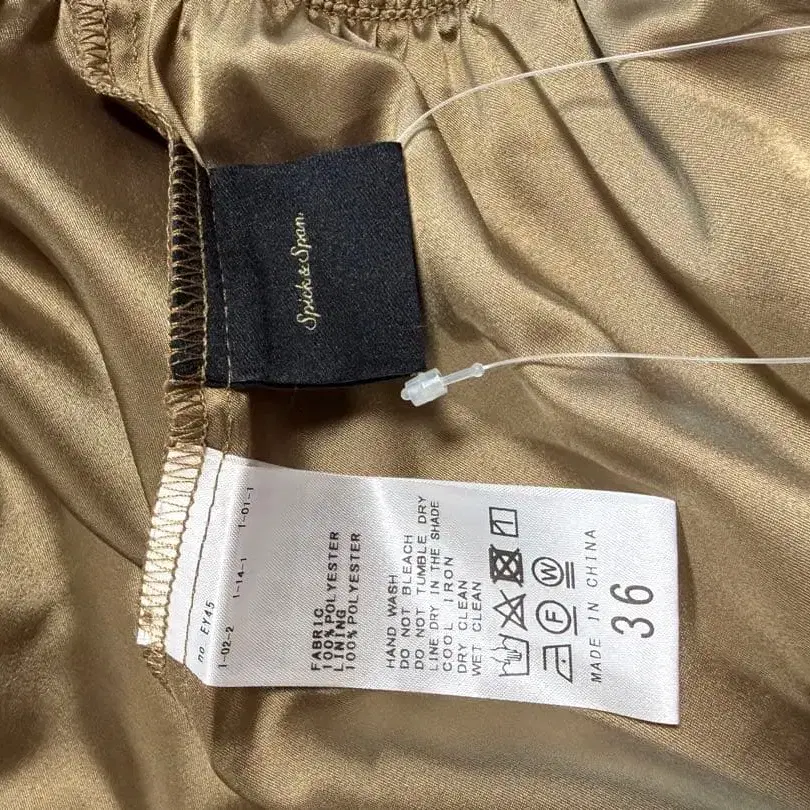 Spick & Span.
no EY45
1-02-2 1-14-1 1-01-1
FABRIC
100% POLYESTER
LINING
100% POLYESTER
HAND WASH
DO NOT BLEACH
DO NOT TUMBLE DRY
LINE DRY IN THE SHADE
COOL IRON
DRY CLEAN
WET CLEAN
F W
MADE IN CHINA
36